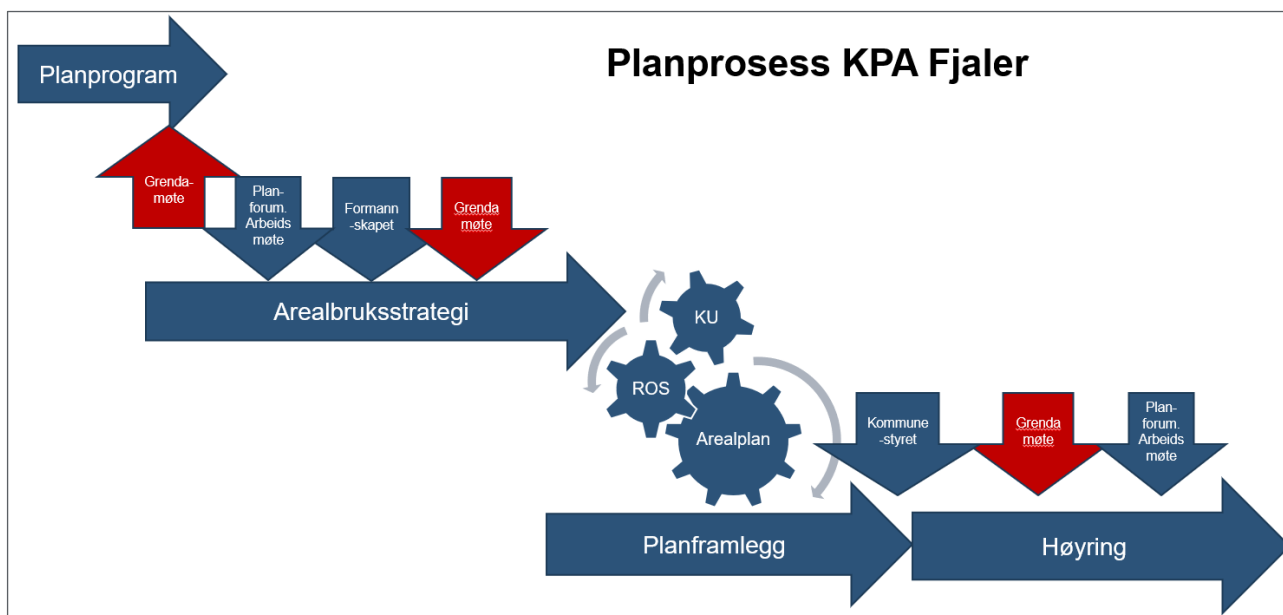 Planprosess KPA Fjaler
Planprogram
Grenda-
møte
Plan-
forum.
Arbeids
møte
Formann
-skapet
Grenda
møte
Arealbruksstrategi
KU
ROS
Arealplan
Kommune
-styret
Grenda
møte
Plan-
forum.
Arbeids
møte
Planframlegg
Høyring